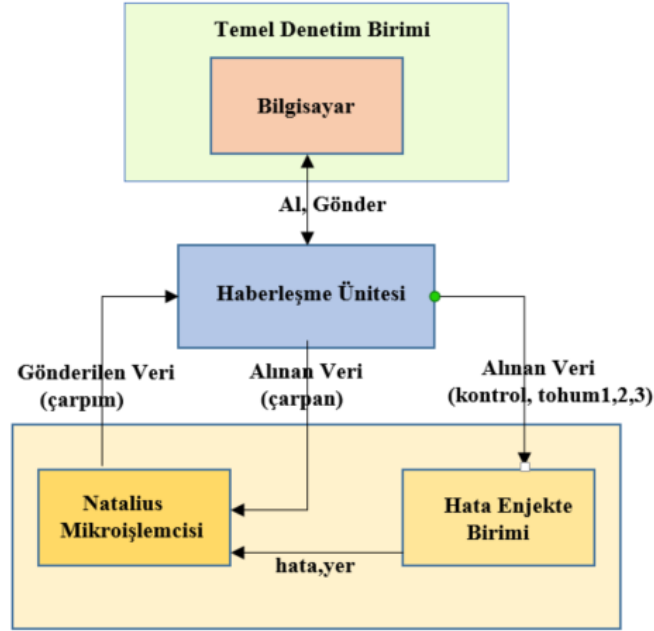 Temel Denetim Birimi
Bilgisayar
Al, Gönder
Haberleşme Ünitesi
Gönderilen Veri
(çarpım)
Alınan Veri
(çarpan)
Alınan Veri
(kontrol, tohum1,2,3)
Natalius
Mikroişlemcisi
Hata Enjekte
Birimi
hata,yer